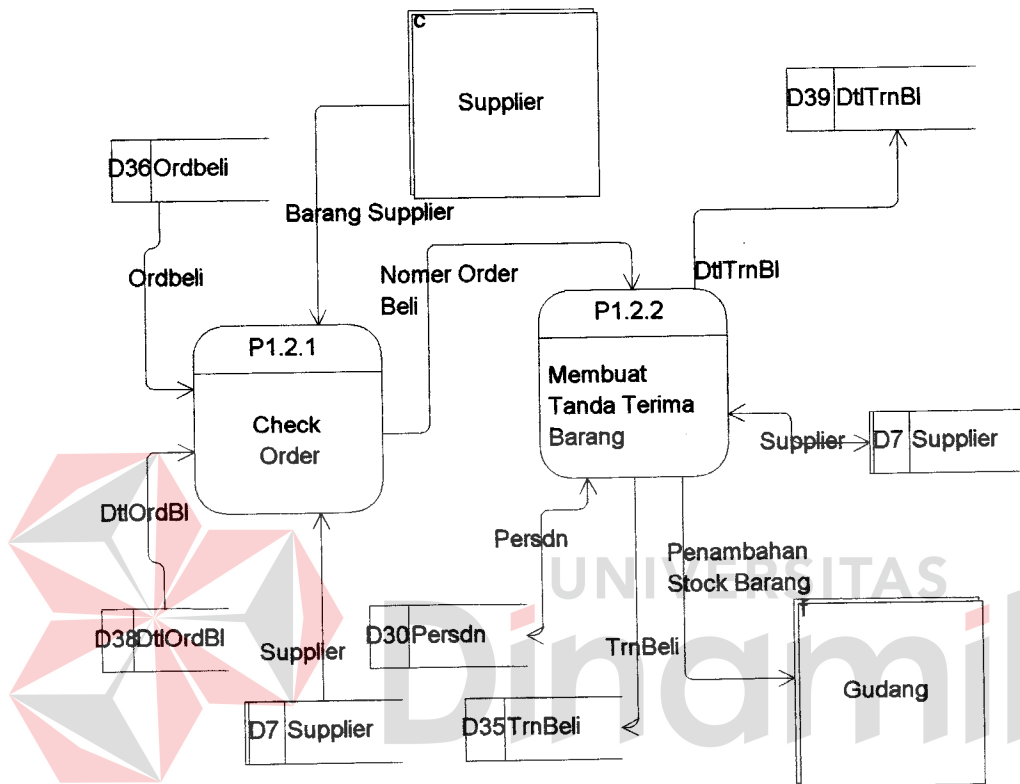 C
Supplier
D39 DtlTrnBl
D36 Ordbeli
Barang Supplier
Ordbeli
Nomer Order
Beli
DtlTrnBl
P1.2.1
Check
Order
P1.2.2
Membuat
Tanda Terima
Barang
Supplier
D7 Supplier
DtlOrdBl
Persdn
Penambahan
Stock Barang
UNIVERSITAS
Dinamil
D38 DtlOrdBl
Supplier
D30 Persdn
TrnBeli
T
Gudang
D7 Supplier
D35 TrnBeli